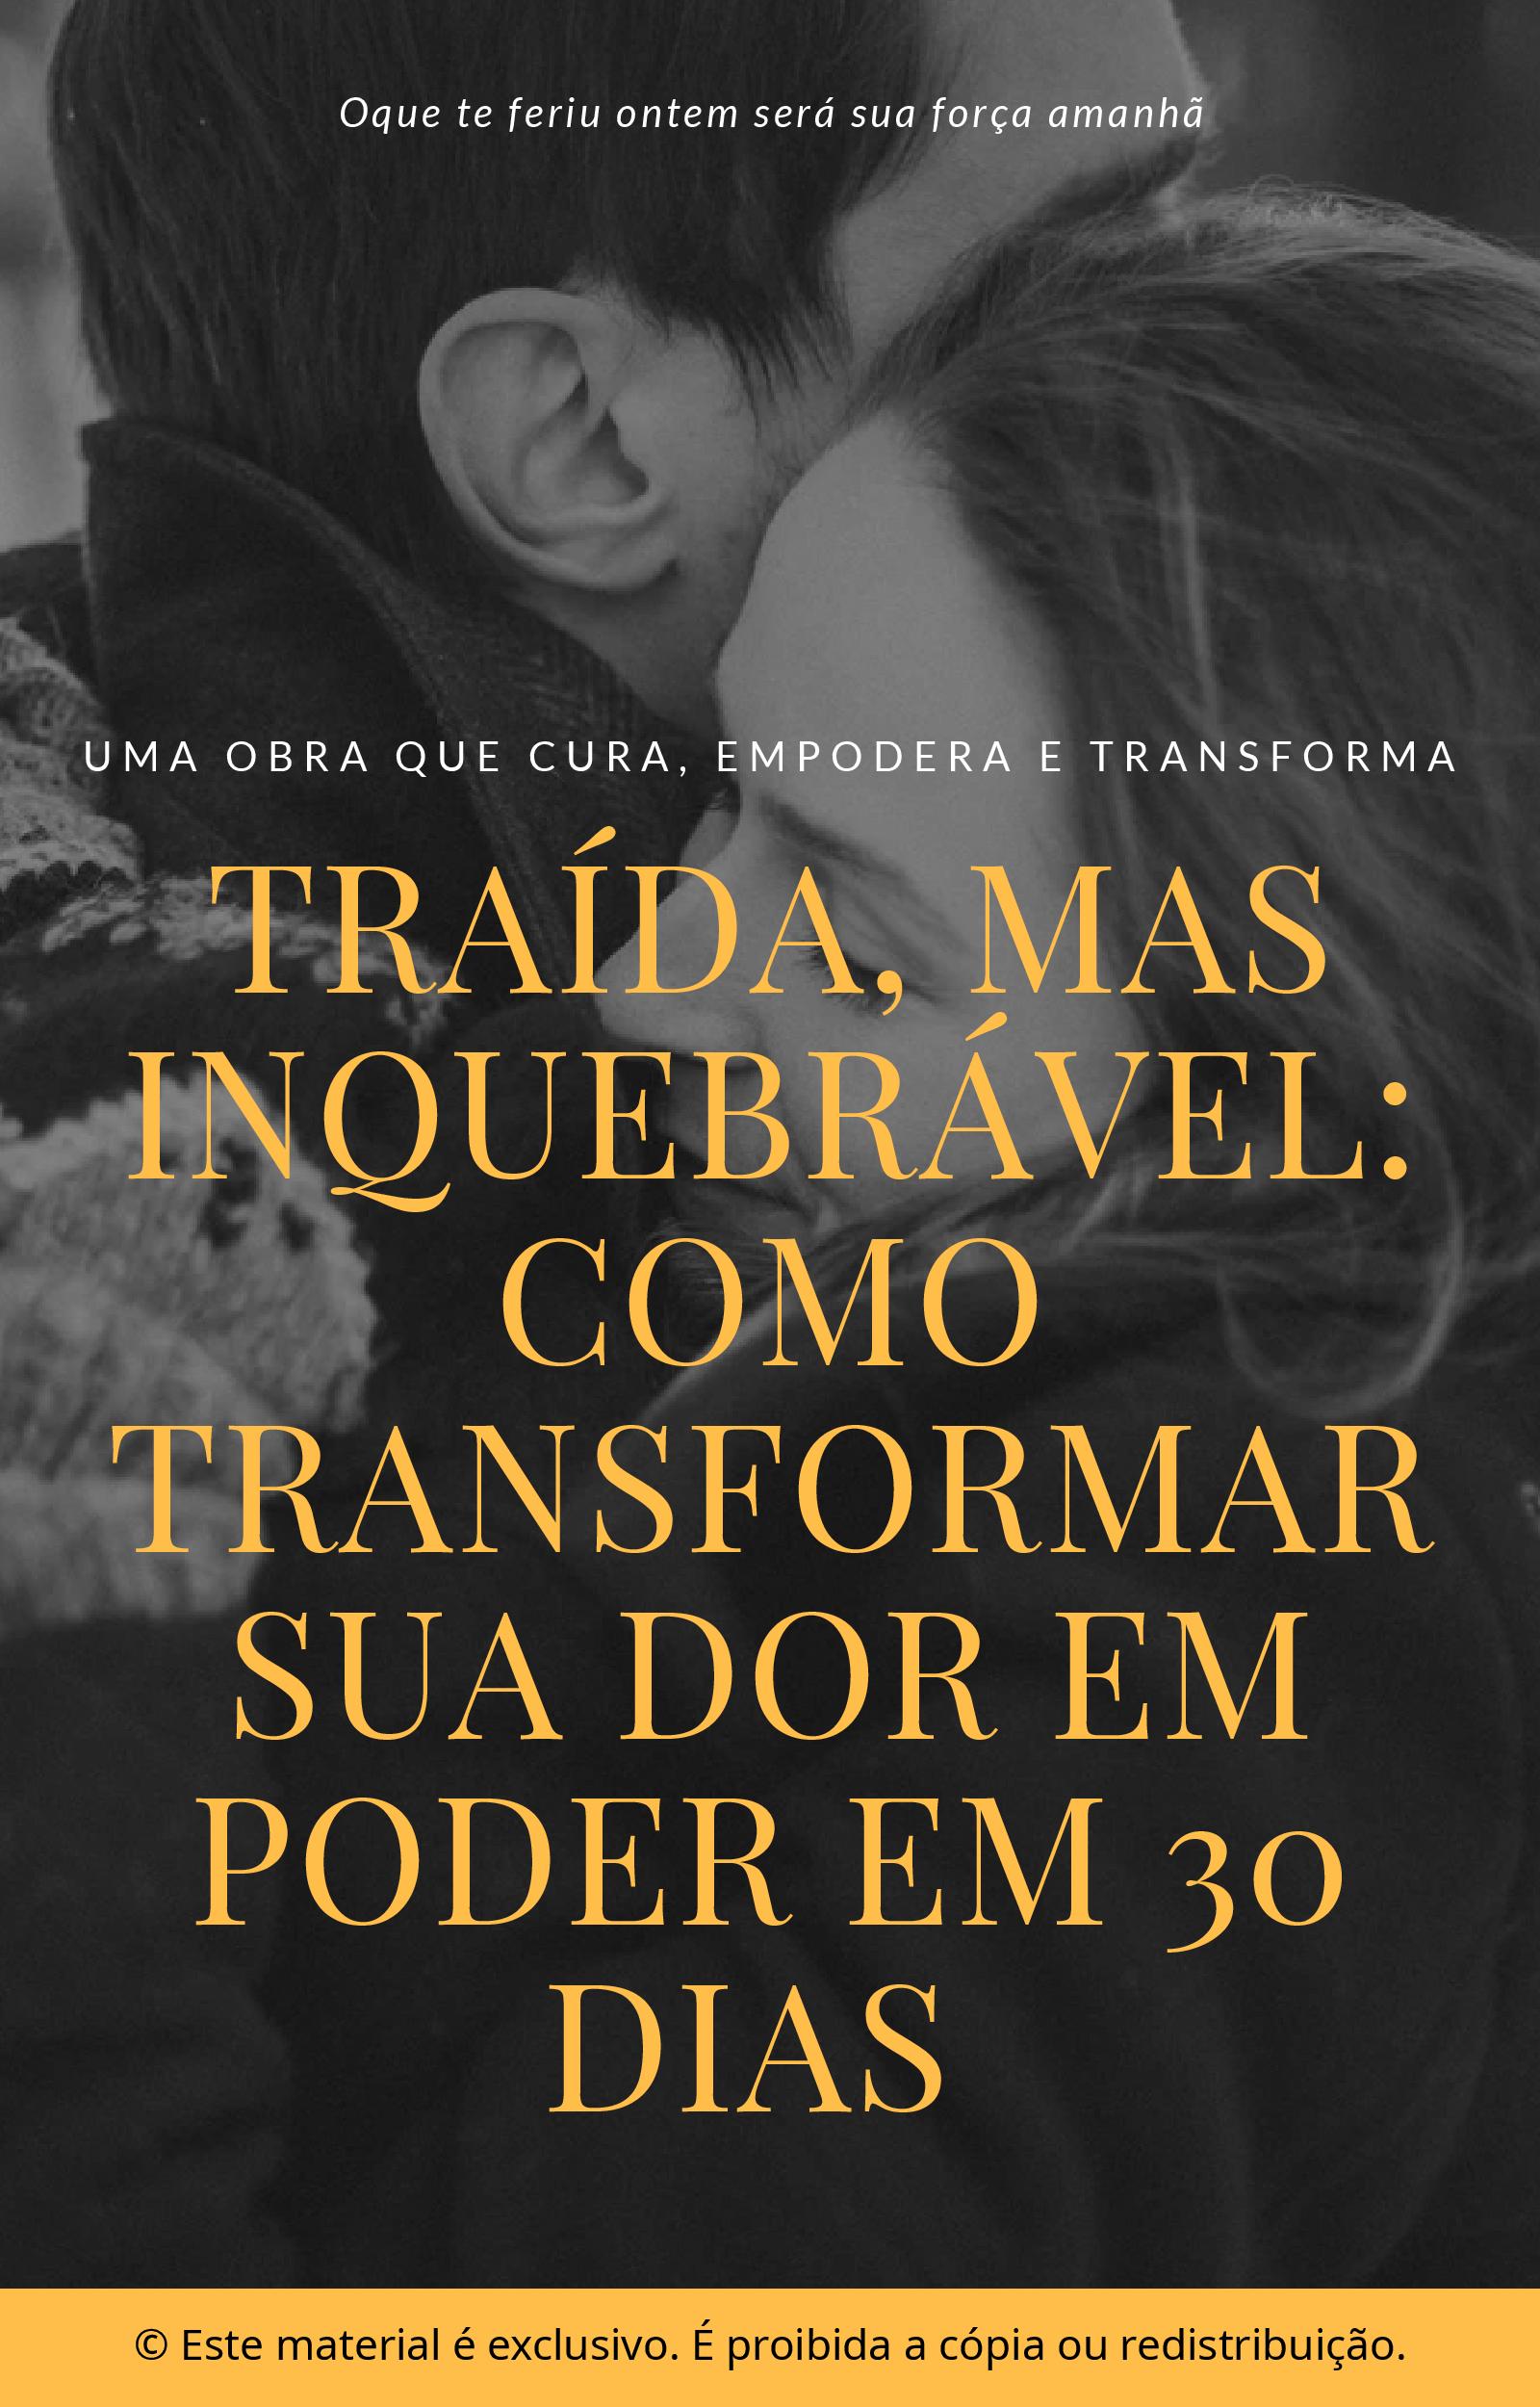 Oque te feriu ontem será sua força amanhã
UMA OBRA QUE CURA, EMPODERA E TRANSFORMA
TRAÍDA, MAS
INQUEBRÁVEL:
COMO
TRANSFORMAR
SUA DOR EM
PODER EM 30
DIAS
© Este material é exclusivo. É proibida a cópia ou redistribuição.